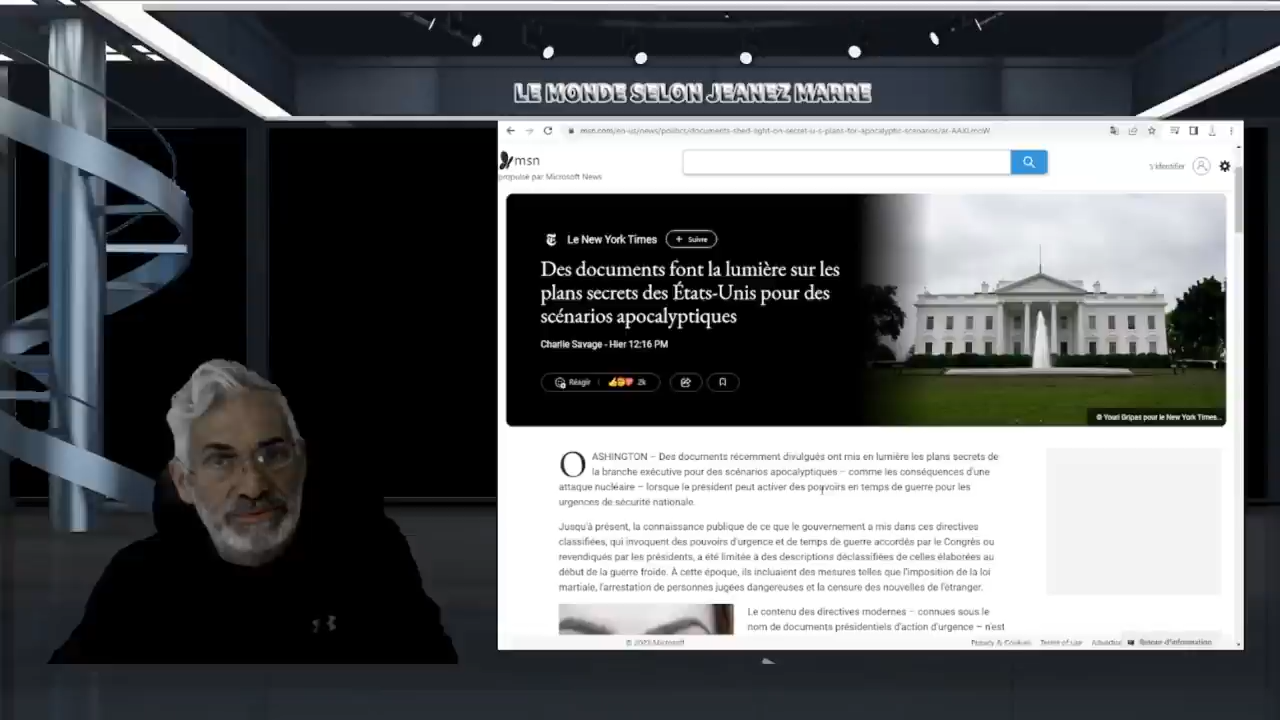 LE MONDE SELON JEANEZ MARRE
msn
propulsé par Microsoft News
s'identifier
Le New York Times
+ Suivre
Des documents font la lumière sur les
plans secrets des États-Unis pour des
scénarios apocalyptiques
Charlie Savage - Hier 12:16 PM
Réagir
2k
© Youri Gripas pour le New York Times...
O ASHINGTON – Des documents récemment divulgués ont mis en lumière les plans secrets de
la branche exécutive pour des scénarios apocalyptiques – comme les conséquences d'une
attaque nucléaire – lorsque le président peut activer des pouvoirs en temps de guerre pour les
urgences de sécurité nationale.
Jusqu'à présent, la connaissance publique de ce que le gouvernement a mis dans ces directives
classifiées, qui invoquent des pouvoirs d'urgence et de temps de guerre accordés par le Congrès ou
revendiqués par les présidents, a été limitée à des descriptions déclassifiées de celles élaborées au
début de la guerre froide. À cette époque, ils incluaient des mesures telles que l'imposition de la loi
martiale, l'arrestation de personnes jugées dangereuses et la censure des nouvelles de l'étranger.
Le contenu des directives modernes – connues sous le
nom de documents présidentiels d'action d'urgence – n'est
Privacy & Cookies
Terms of use
Advertise
Retour d'information